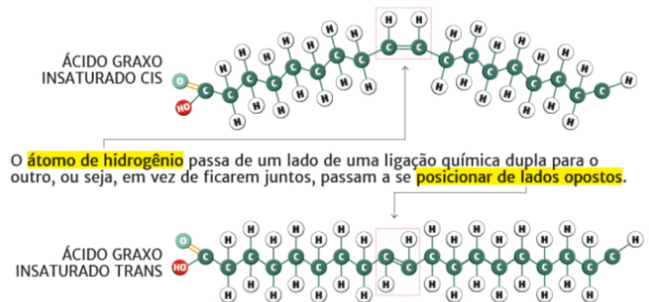 ÁCIDO GRAXO
INSATURADO CIS
O átomo de hidrogênio passa de um lado de uma ligação química dupla para o
outro, ou seja, em vez de ficarem juntos, passam a se posicionar de lados opostos.
ÁCIDO GRAXO
INSATURADO TRANS